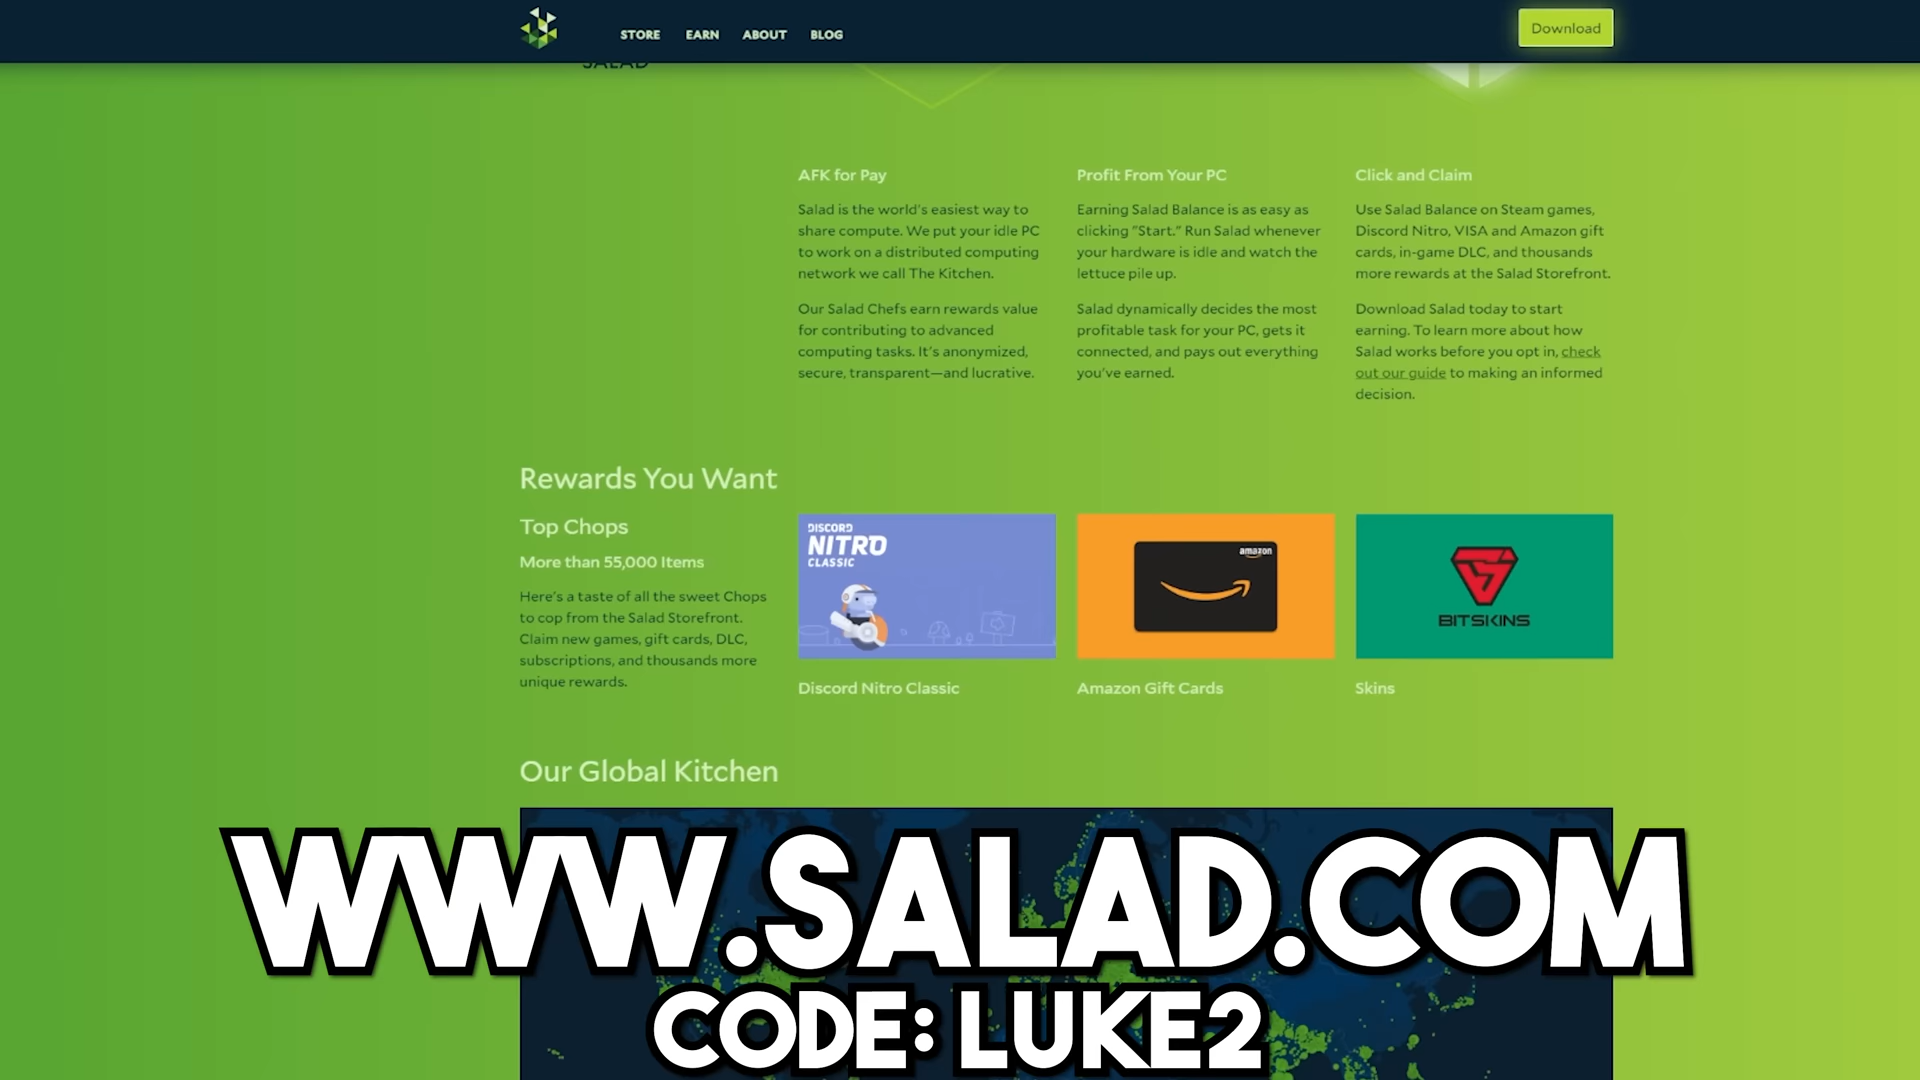 STORE EARN ABOUT BLOG
Download
SALAD
AFK for Pay
Salad is the world's easiest way to
share compute. We put your idle PC
to work on a distributed computing
network we call The Kitchen.
Our Salad Chefs earn rewards value
for contributing to advanced
computing tasks. It's anonymized,
secure, transparent—and lucrative.
Profit From Your PC
Earning Salad Balance is as easy as
clicking "Start." Run Salad whenever
your hardware is idle and watch the
lettuce pile up.
Salad dynamically decides the most
profitable task for your PC, gets it
connected, and pays out everything
you've earned.
Click and Claim
Use Salad Balance on Steam games,
Discord Nitro, VISA and Amazon gift
cards, in-game DLC, and thousands
more rewards at the Salad Storefront.
Download Salad today to start
earning. To learn more about how
Salad works before you opt in, check
out our guide to making an informed
decision.
Rewards You Want
Top Chops
More than 55,000 Items
Here's a taste of all the sweet Chops
to cop from the Salad Storefront.
Claim new games, gift cards, DLC,
subscriptions, and thousands more
unique rewards.
DISCORD
NITRO
CLASSIC
Discord Nitro Classic
amazon
Amazon Gift Cards
BITSKINS
Skins
Our Global Kitchen
WWW.SALAD.COM
CODE: LUKE2